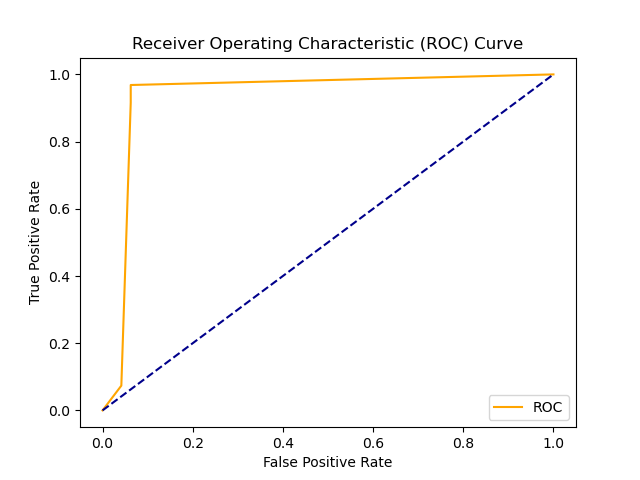 Receiver Operating Characteristic (ROC) Curve
1.0
0.8
0.6
0.4
0.2
0.0
True Positive Rate
0.0 0.2 0.4 0.6 0.8 1.0
False Positive Rate
ROC